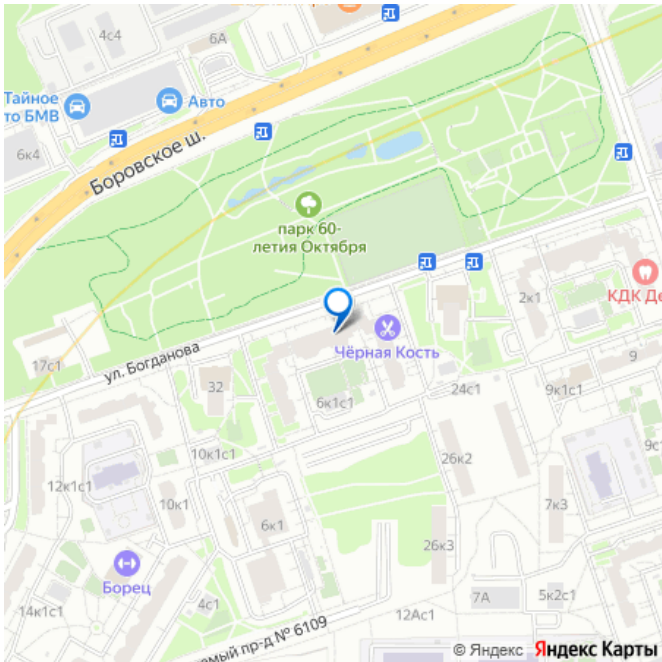 4с4
6А
Тайное
то БМВ
Авто
6к4
Боровское ш.
парк 60-
летия Октября
КДК Де
2к1
17с1
ул. Богданова
Чёрная Кость
9
32
24с1
9к1с1
6к1с1
9с1
10к1с1
26к2
12к1с1
10к1
7к3
6к1
26к3
Борец
7А
5к2с1
14к1с1
4с1
12Ас1
емый пр-д № 6109
© Яндекс Яндекс Карты